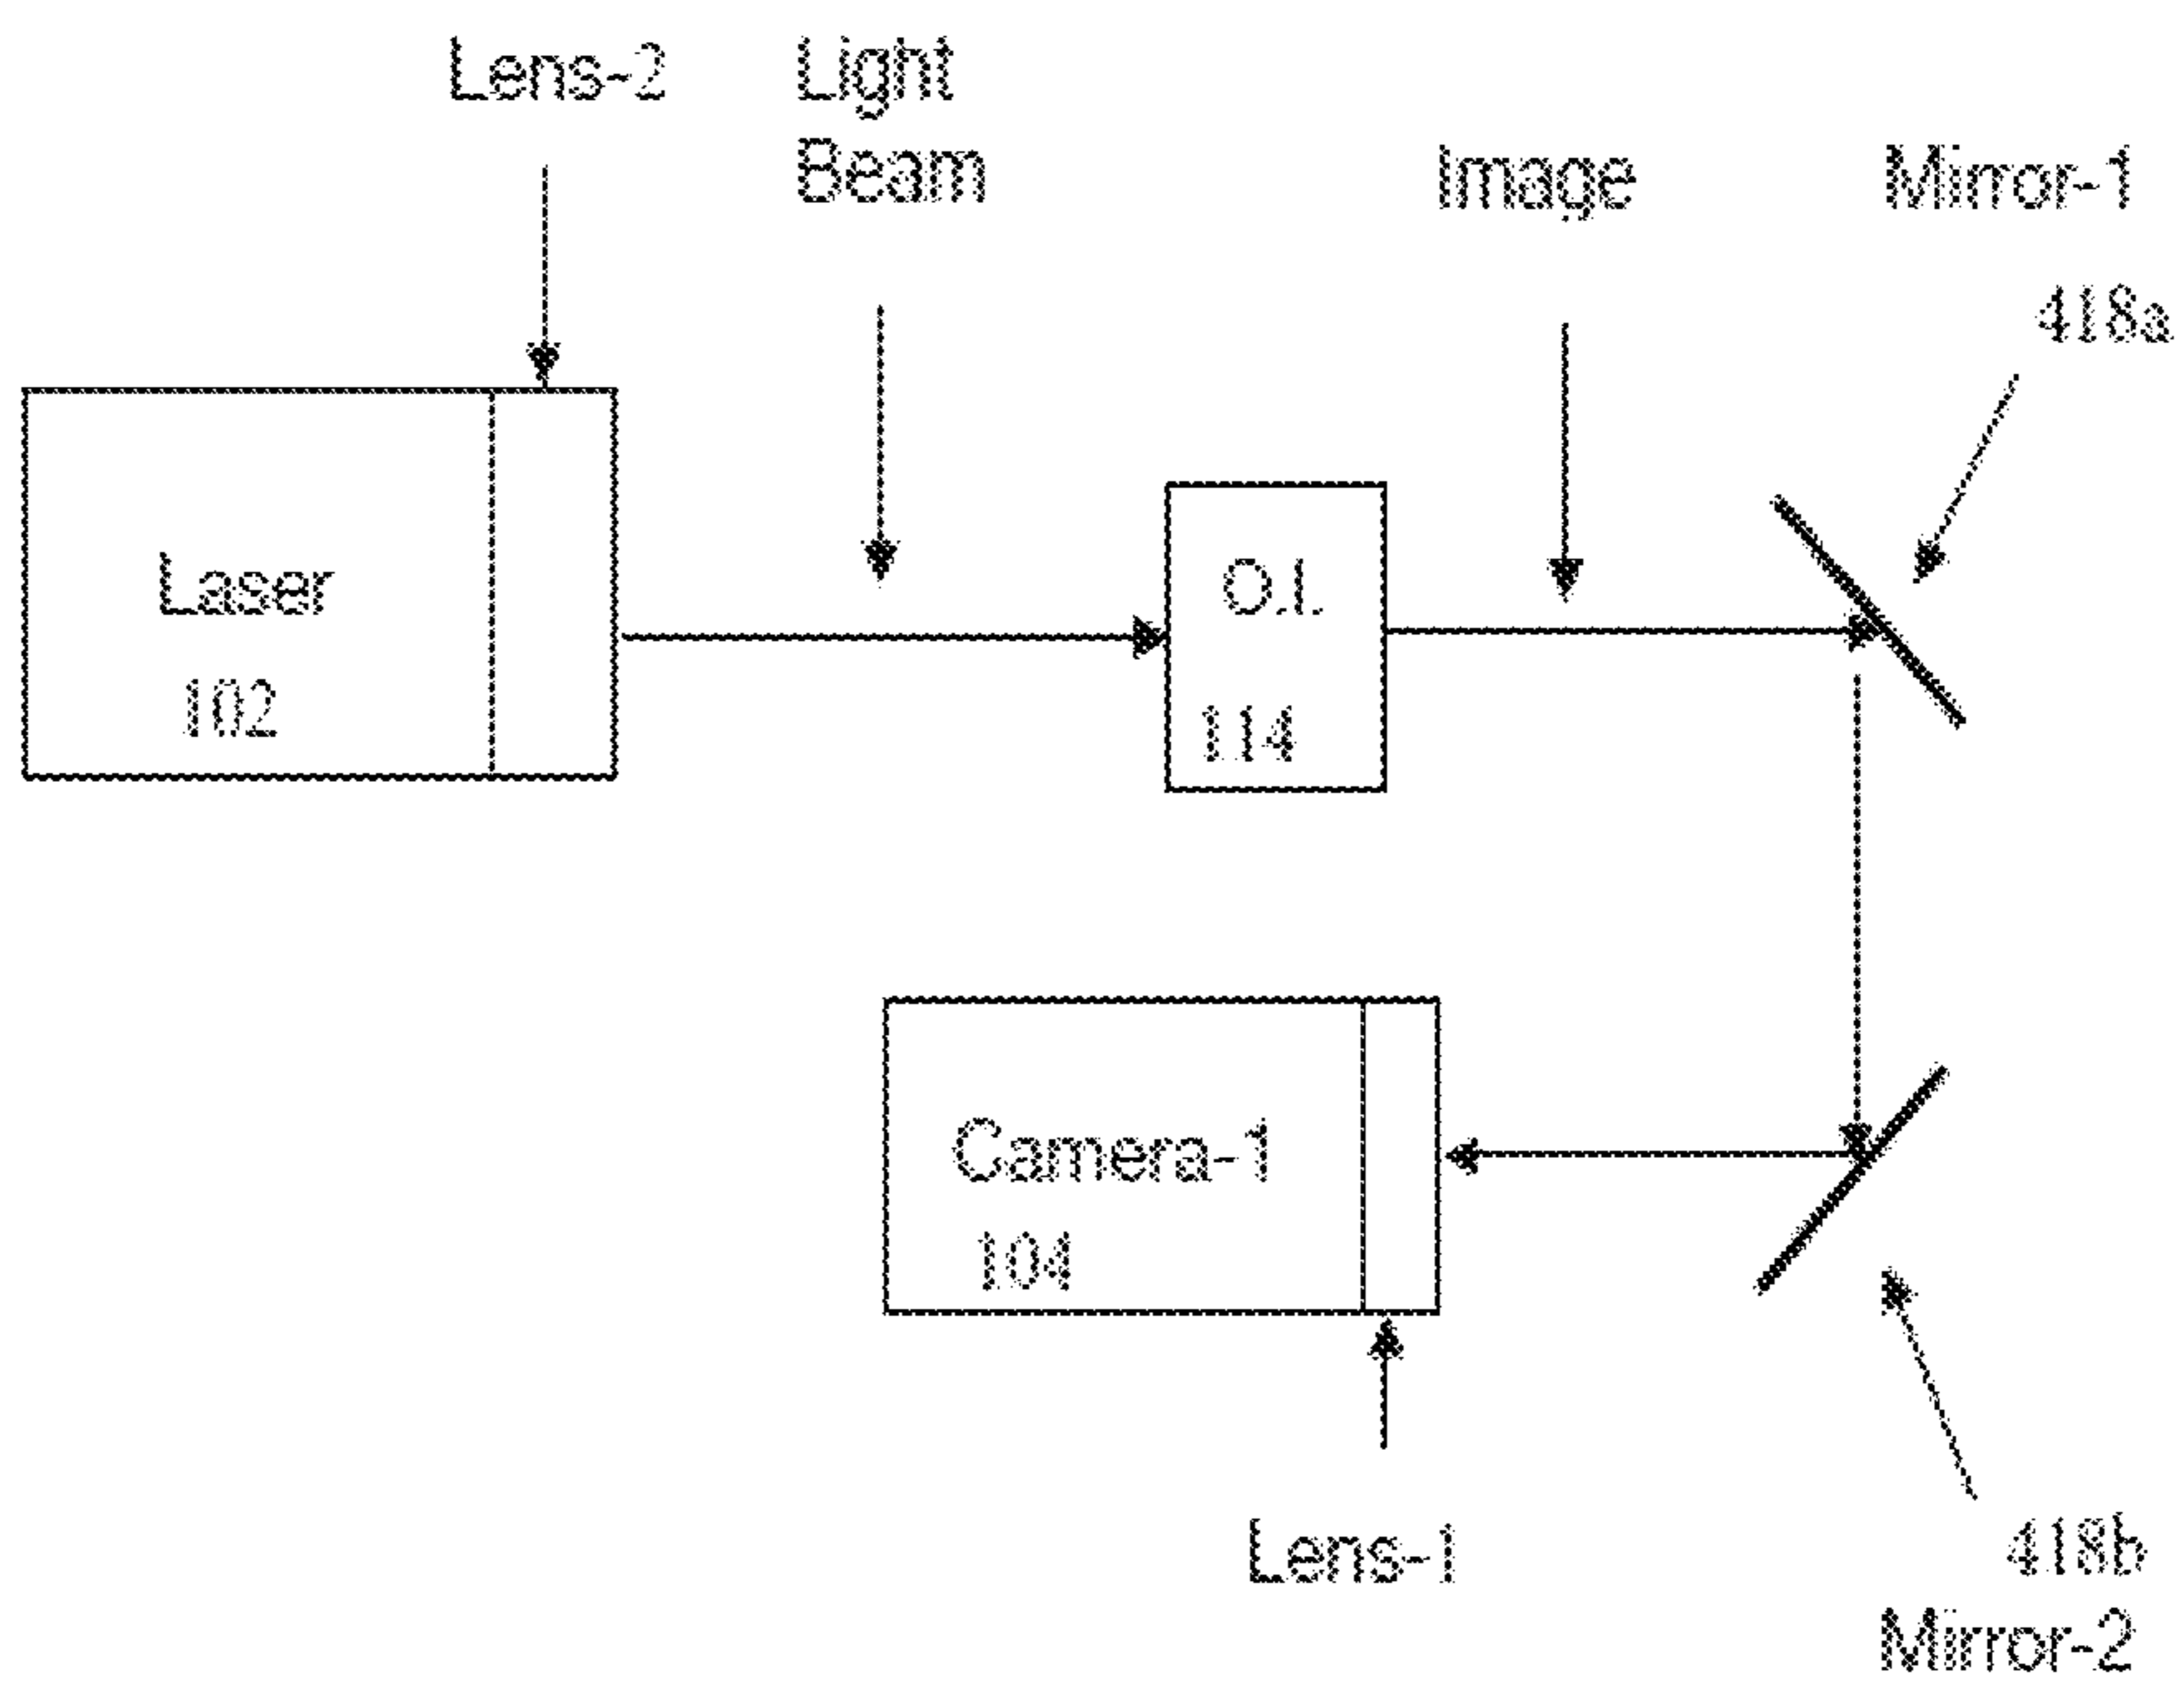 Lens-2
Light
Beam
Image
Mirror-1
418a
Laser
102
O.I.
114
Camera-1
104
Lens-1
418b
Mirror-2